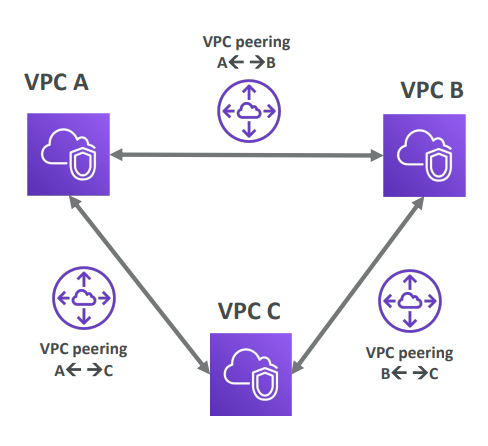 VPC peering
A🡨 🡪B
VPC A
VPC B
VPC C
VPC peering
A🡨 🡪C
VPC peering
B🡨 🡪C